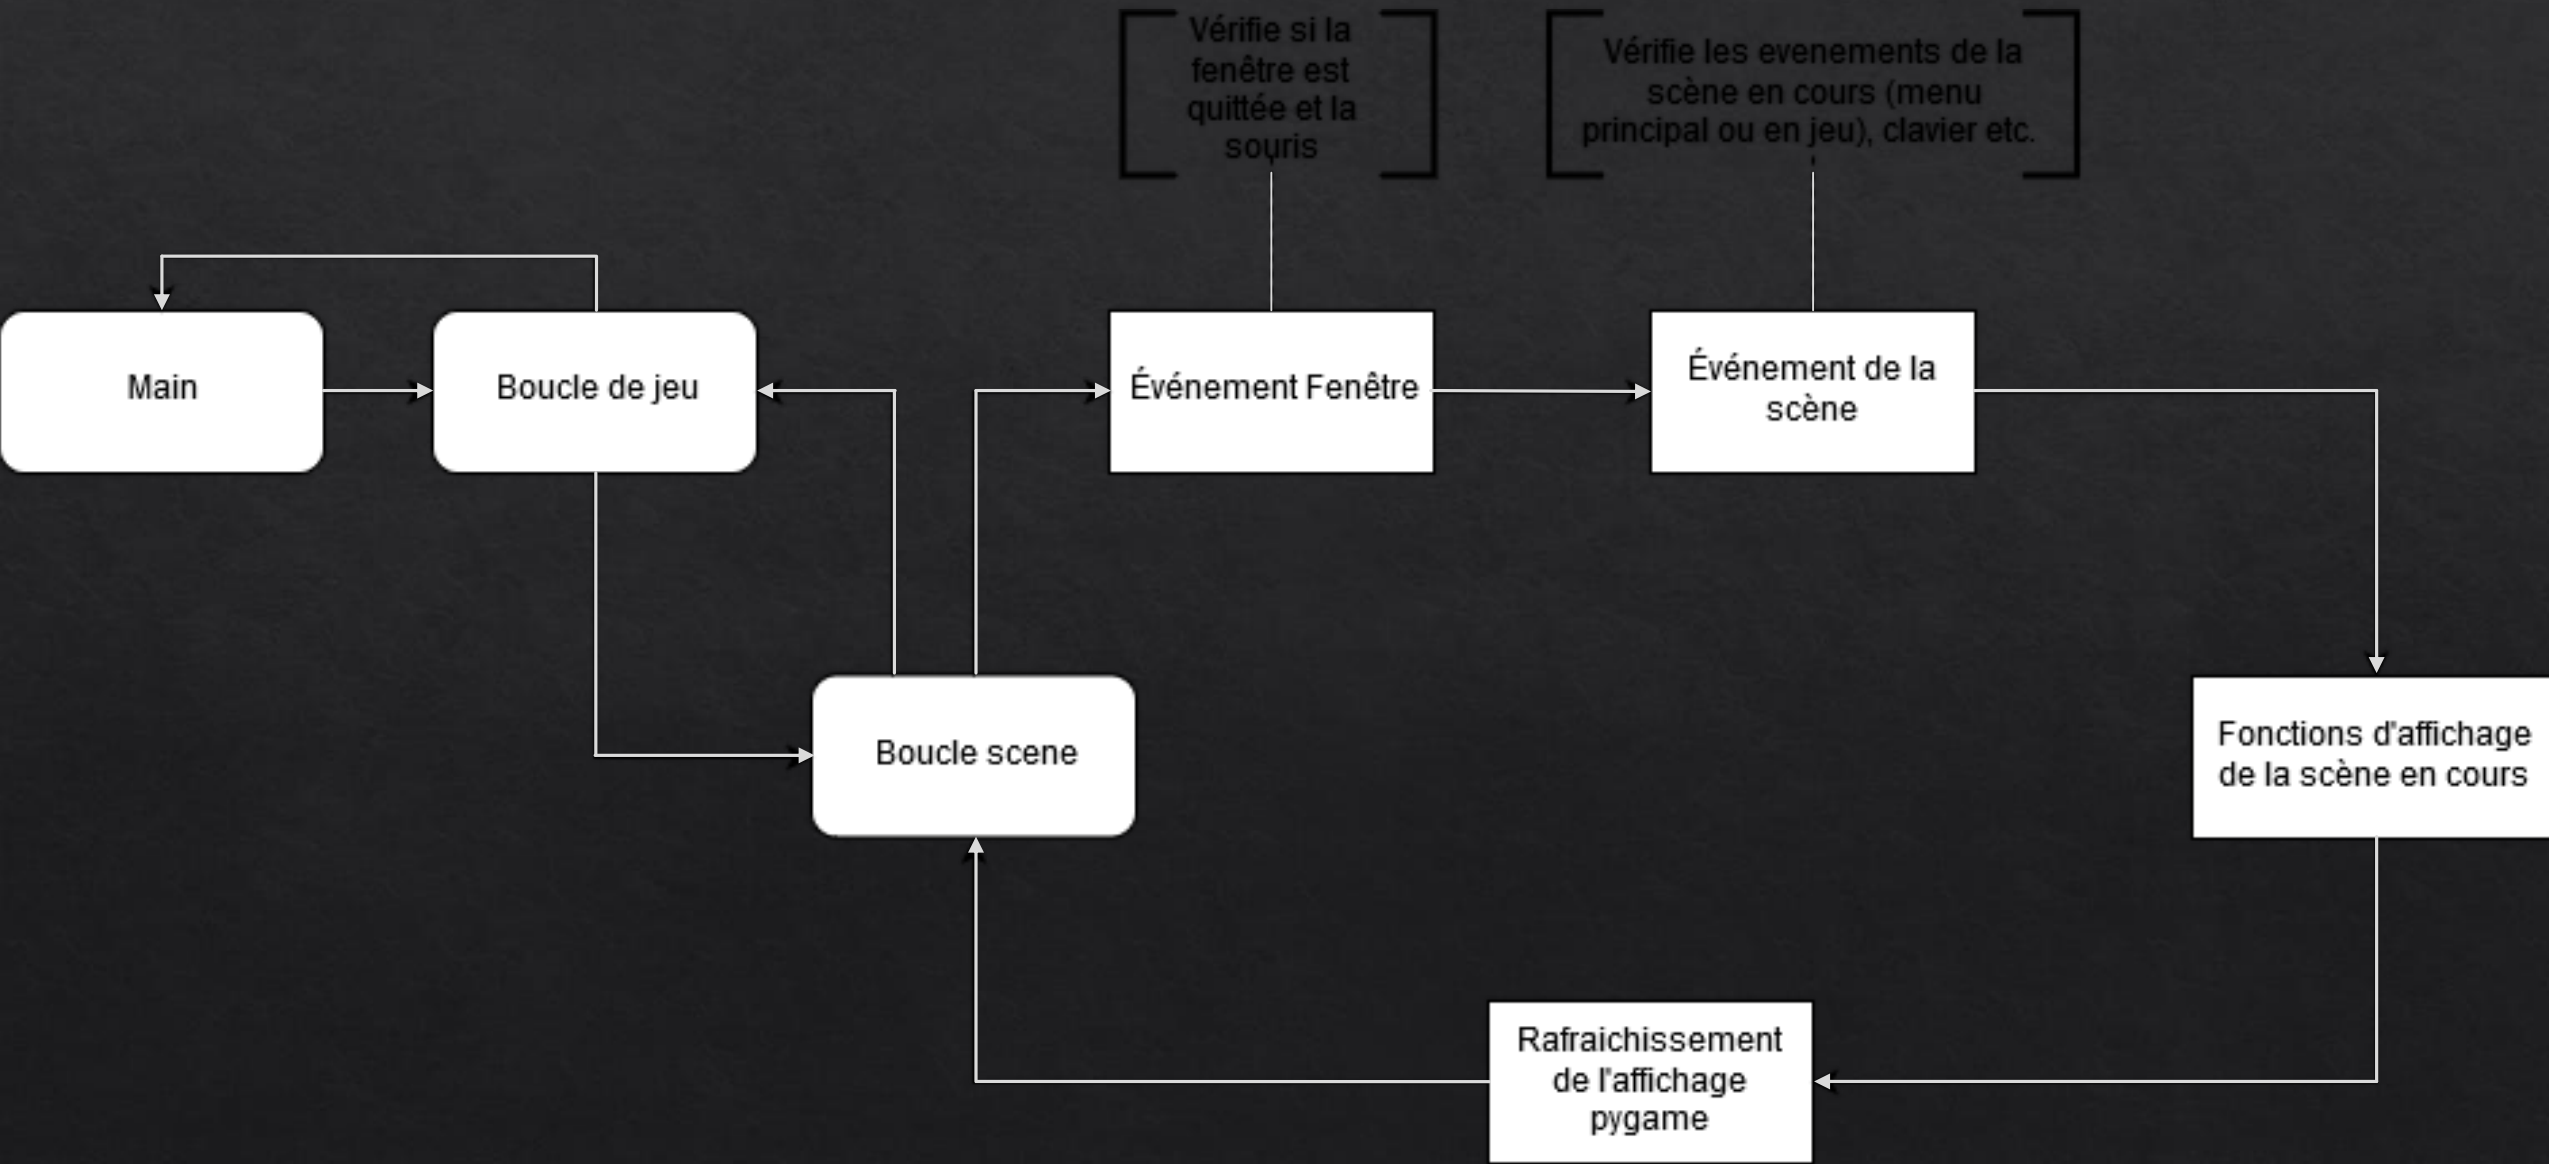 Vérifie si la
fenêtre est
quittée et la
souris
Vérifie les evenements de la
scène en cours (menu
principal ou en jeu), clavier etc.
Main
Boucle de jeu
Événement Fenêtre
Événement de la
scène
Boucle scene
Fonctions d'affichage
de la scène en cours
Rafraichissement
de l'affichage
pygame